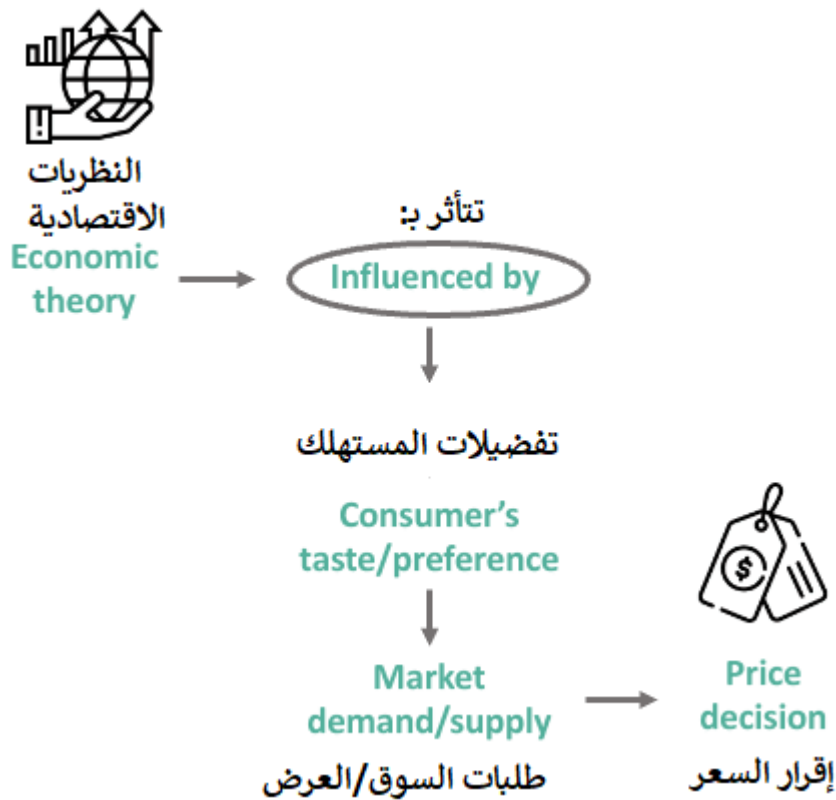 النظريات
الاقتصادية
Economic
theory
تتأثر بـ:
Influenced by
تفضيلات المستهلك
Consumer’s
taste/preference
Market
demand/supply
طلبات السوق/العرض
$
Price
decision
إقرار السعر